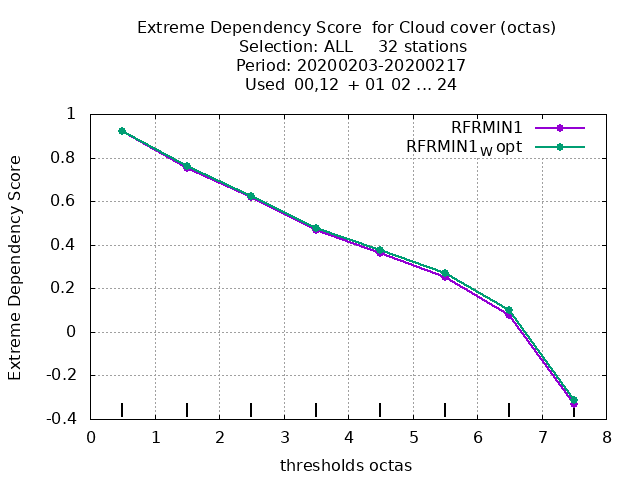 Extreme Dependency Score  for Cloud cover (octas)
Selection: ALL     32 stations
Period: 20200203-20200217
Used  00,12  + 01 02 ... 24
RFRMIN1
RFRMIN1W opt
Extreme Dependency Score
1
0.8
0.6
0.4
0.2
0
-0.2
-0.4
0 1 2 3 4 5 6 7 8
thresholds octas